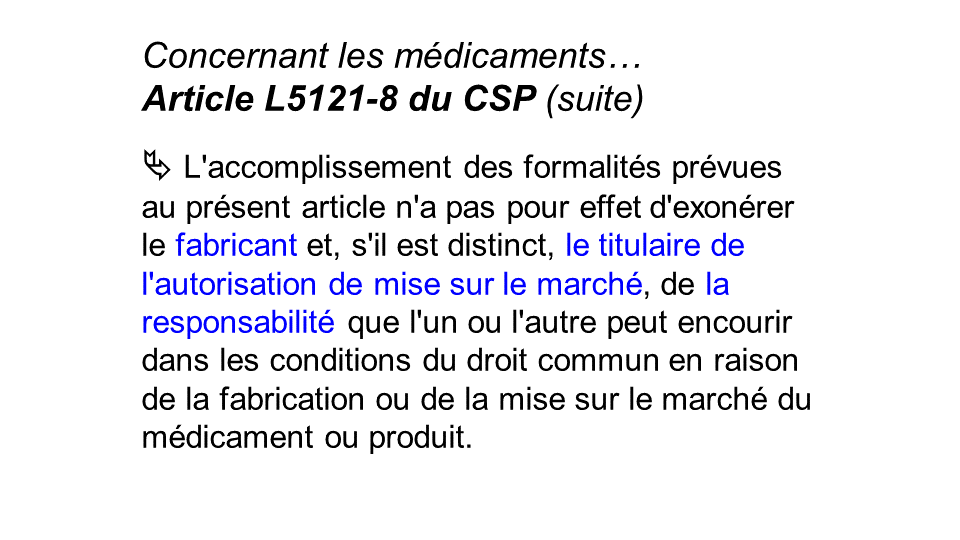 Concernant les médicaments…
Article L5121-8 du CSP (suite)
⮡ L'accomplissement des formalités prévues
au présent article n'a pas pour effet d'exonérer
le fabricant et, s'il est distinct, le titulaire de
l'autorisation de mise sur le marché, de la
responsabilité que l'un ou l'autre peut encourir
dans les conditions du droit commun en raison
de la fabrication ou de la mise sur le marché du
médicament ou produit.